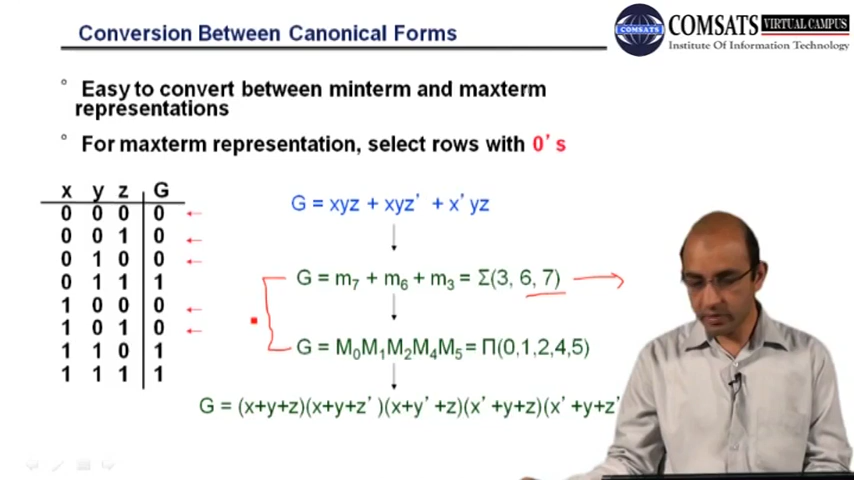 Conversion Between Canonical Forms
COMSATS VIRTUAL CAMPUS
COMSATS
Institute Of Information Technology
° Easy to convert between minterm and maxterm
representations
° For maxterm representation, select rows with 0's
x y z G
0 0 0 0
0 0 1 0
0 1 0 0
0 1 1 1
1 0 0 0
1 0 1 0
1 1 0 1
1 1 1 1
G = xyz + xyz' + x'yz
G = m₇ + m₆ + m₃ = Σ(3, 6, 7)
G = M₀M₁M₂M₄M₅ = Π(0,1,2,4,5)
G = (x+y+z)(x+y+z')(x+y'+z)(x'+y+z)(x'+y+z'